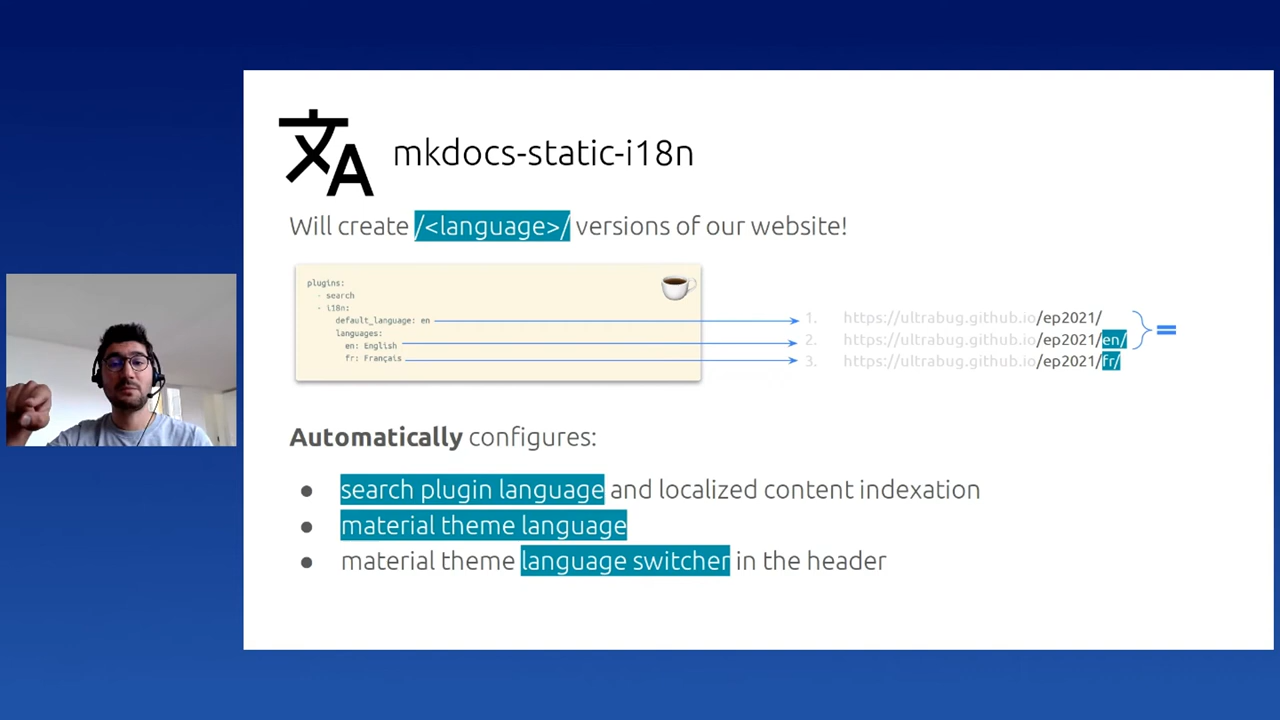 文A
mkdocs-static-i18n
Will create /<language>/ versions of our website!
plugins:
- search
- i18n:
default_language: en
languages:
en: English
fr: Français
1. https://ultrabug.github.io/ep2021/
2. https://ultrabug.github.io/ep2021/en/
3. https://ultrabug.github.io/ep2021/fr/
=
Automatically configures:
● search plugin language and localized content indexation
● material theme language
● material theme language switcher in the header